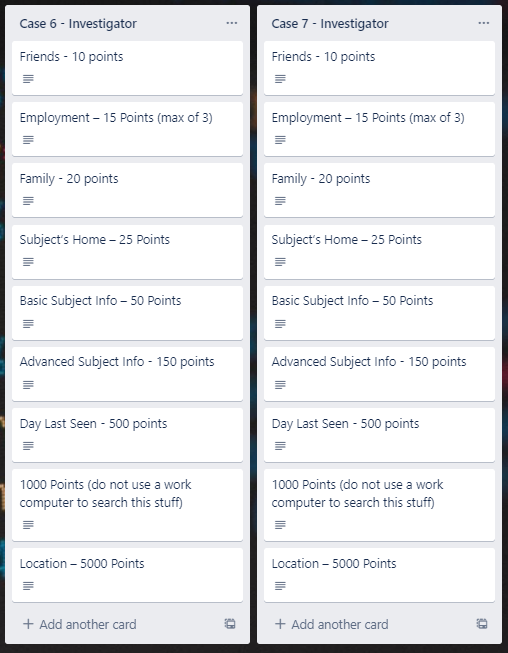 Case 6 - Investigator
Friends - 10 points
Employment – 15 Points (max of 3)
Family - 20 points
Subject's Home – 25 Points
Basic Subject Info – 50 Points
Advanced Subject Info - 150 points
Day Last Seen - 500 points
1000 Points (do not use a work
computer to search this stuff)
Location – 5000 Points
+ Add another card
Case 7 - Investigator
Friends - 10 points
Employment – 15 Points (max of 3)
Family - 20 points
Subject's Home – 25 Points
Basic Subject Info – 50 Points
Advanced Subject Info - 150 points
Day Last Seen - 500 points
1000 Points (do not use a work
computer to search this stuff)
Location – 5000 Points
+ Add another card